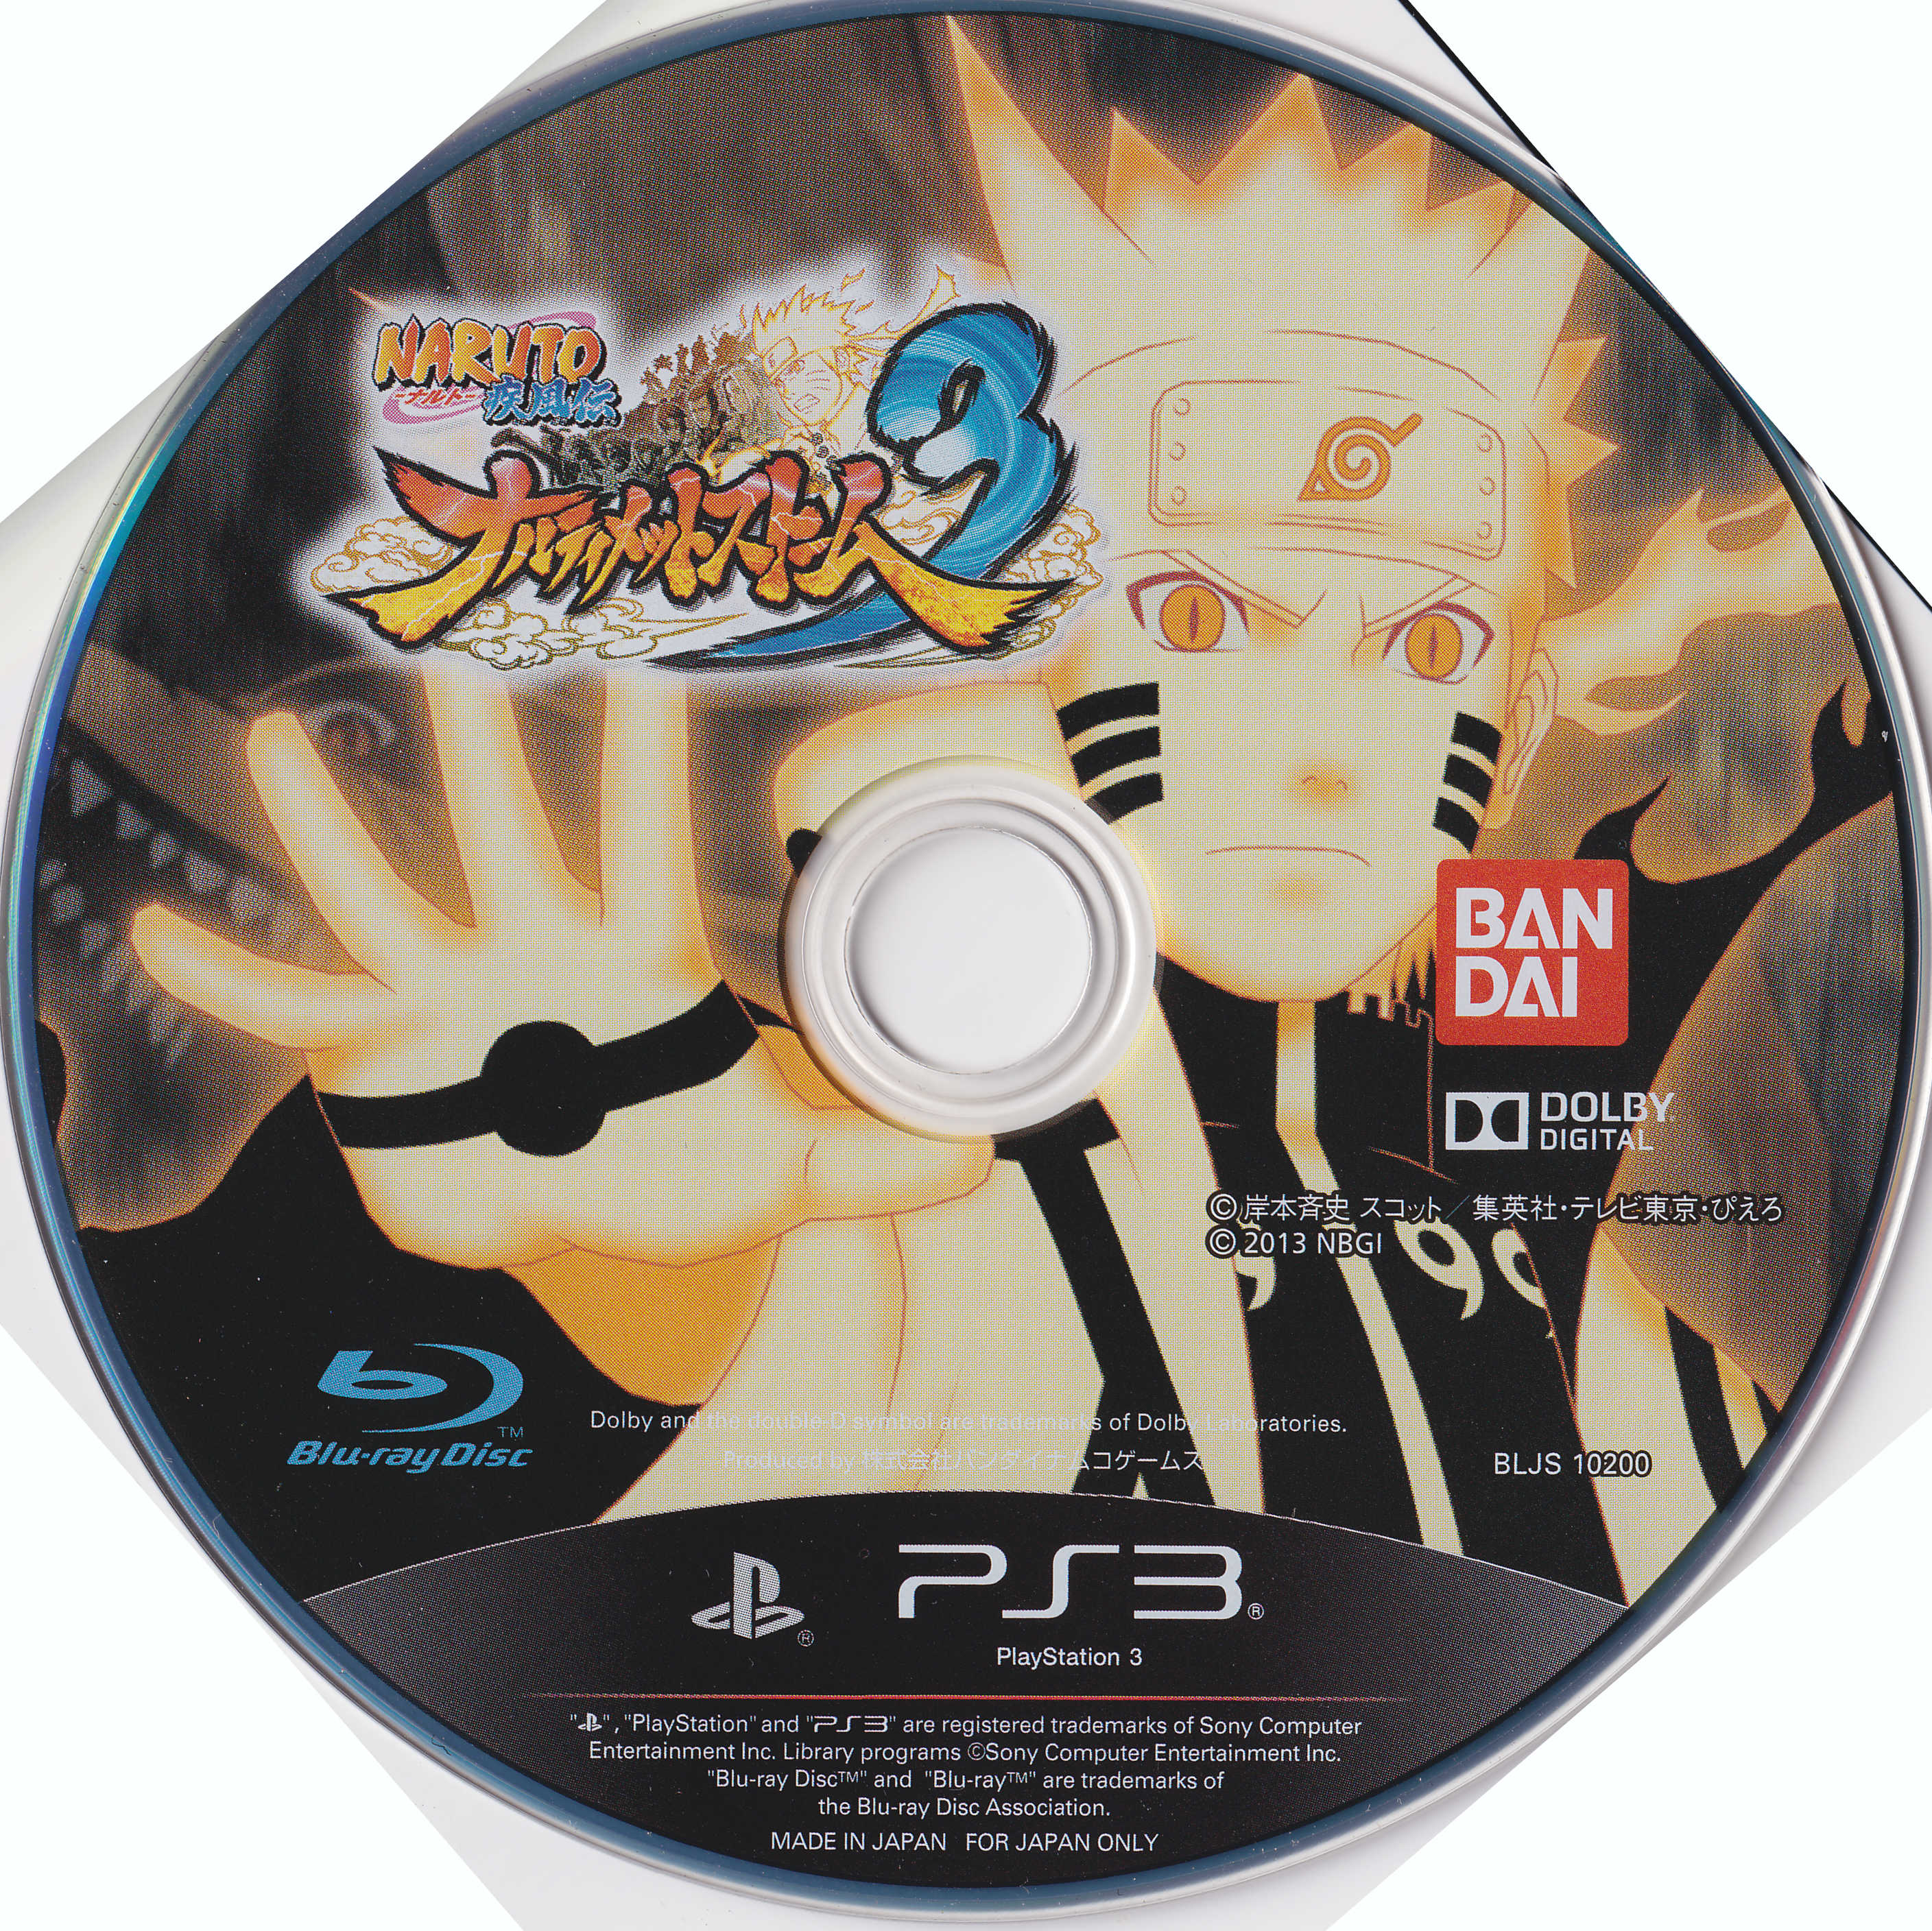 NARUTO
-ナルト-
疾風伝
ナルティメットストーム3
BAN
DAI
DOLBY
DIGITAL
© 岸本斉史 スコット／集英社・テレビ東京・ぴえろ
© 2013 NBGI
Blu-ray Disc™
Dolby and the double-D symbol are trademarks of Dolby Laboratories.
Produced by 株式会社バンダイナムコゲームス
BLJS 10200
PS3®
PlayStation 3
"PS", "PlayStation" and "PS3" are registered trademarks of Sony Computer
Entertainment Inc. Library programs ©Sony Computer Entertainment Inc.
"Blu-ray Disc™" and "Blu-ray™" are trademarks of
the Blu-ray Disc Association.
MADE IN JAPAN FOR JAPAN ONLY